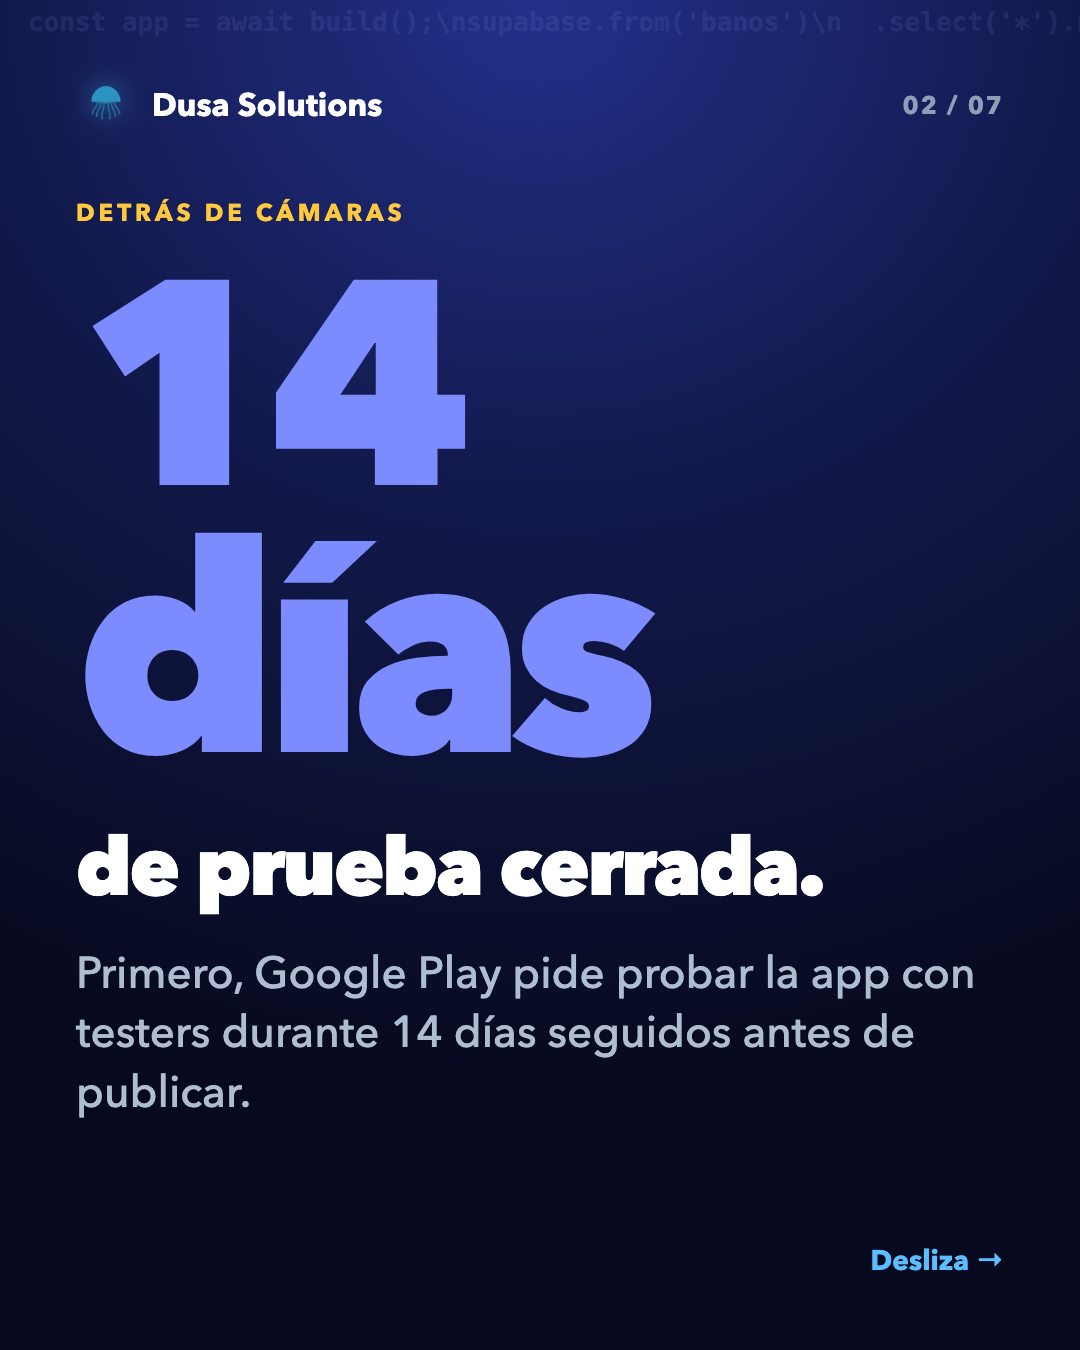 const app = await build();\nsupabase.from('banos')\n  .select('*').
Dusa Solutions
02 / 07
DETRÁS DE CÁMARAS
14
días
de prueba cerrada.
Primero, Google Play pide probar la app con
testers durante 14 días seguidos antes de
publicar.
Desliza →